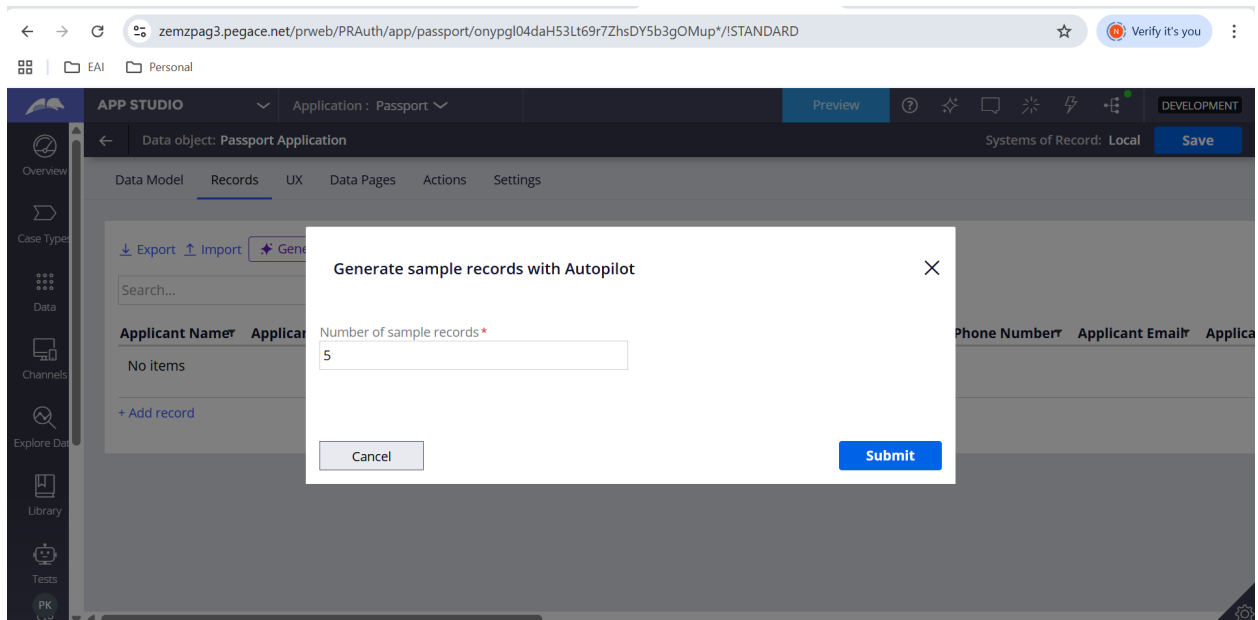 zemzpag3.pegace.net/prweb/PRAuth/app/passport/onypgl04daH53Lt69r7ZhsDY5b3gOMup*/!STANDARD
N Verify it's you
EAI Personal
APP STUDIO Application : Passport Preview DEVELOPMENT
Data object: Passport Application Systems of Record: Local Save
Overview
Data Model Records UX Data Pages Actions Settings
Case Types
Export Import Gene
Generate sample records with Autopilot
Search...
Data
Number of sample records*
Applicant Name Applicar Phone Number Applicant Email Applica
5
No items
Channels
+ Add record
Explore Dat
Cancel Submit
Library
Tests
PK